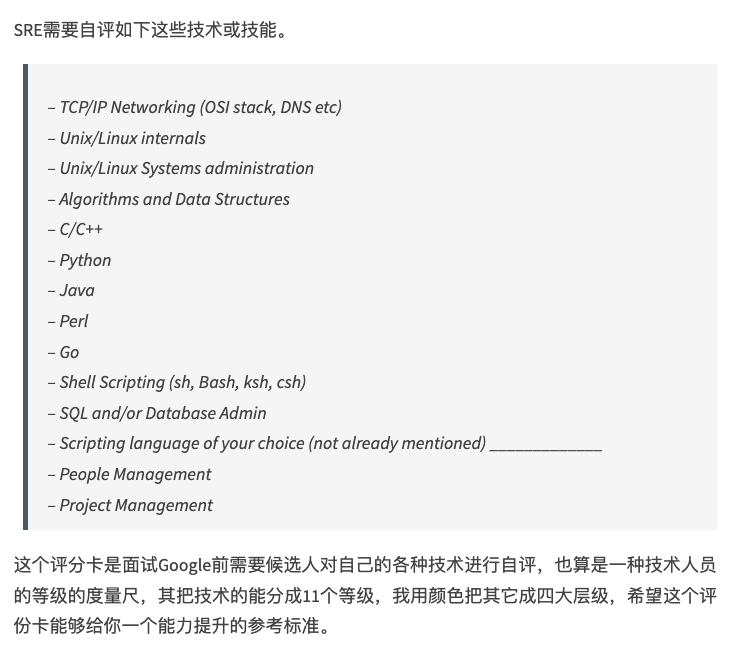 SRE需要自评如下这些技术或技能。
– TCP/IP Networking (OSI stack, DNS etc)
– Unix/Linux internals
– Unix/Linux Systems administration
– Algorithms and Data Structures
– C/C++
– Python
– Java
– Perl
– Go
– Shell Scripting (sh, Bash, ksh, csh)
– SQL and/or Database Admin
– Scripting language of your choice (not already mentioned) _____________
– People Management
– Project Management
这个评分卡是面试Google前需要候选人对自己的各种技术进行自评，也算是一种技术人员
的等级的度量尺，其把技术的能分成11个等级，我用颜色把其它成四大层级，希望这个评
份卡能够给你一个能力提升的参考标准。